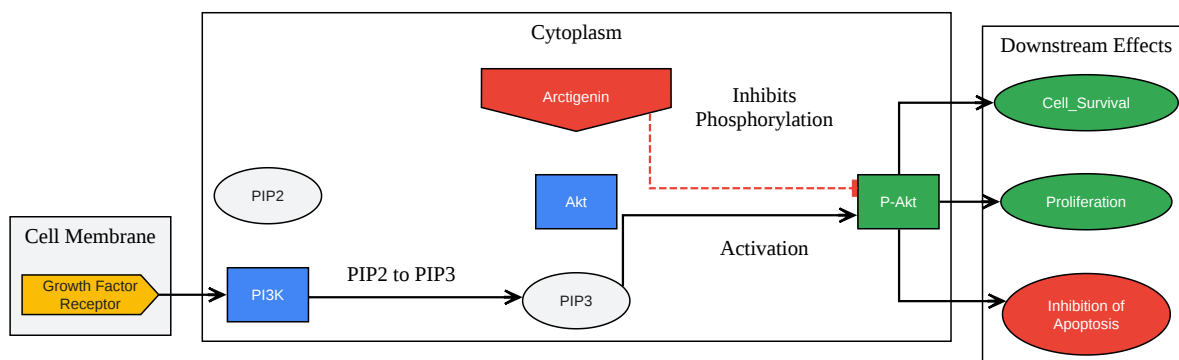 Cytoplasm
Downstream Effects
Arctigenin
Inhibits
Phosphorylation
Cell_Survival
PIP2
Akt
P-Akt
Proliferation
Cell Membrane
Activation
PIP2 to PIP3
Growth Factor
Receptor
PI3K
PIP3
Inhibition of
Apoptosis